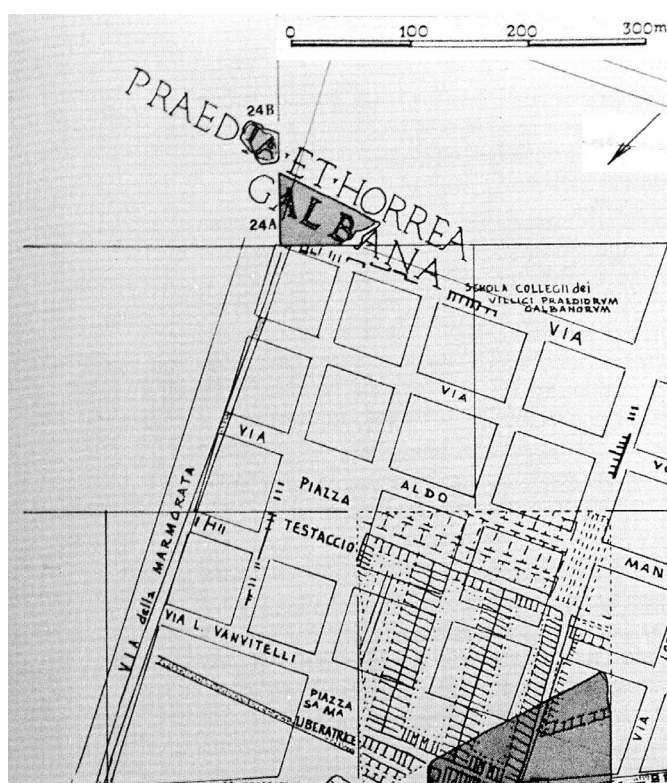 0 100 200 300m
PRAEDIA ET HORREA
GALBANA
24B
24A
SCHOLA COLLEGII dei
VILLICI PRAEDIORVM
GALBANORVM
VIA
VIA
VIA
ALDO
MAN
PIAZZA
TESTACCIO
VIA della MARMORATA
VIA L. VANVITELLI
PIAZZA
SA MA
LIBERATRICE
VIA